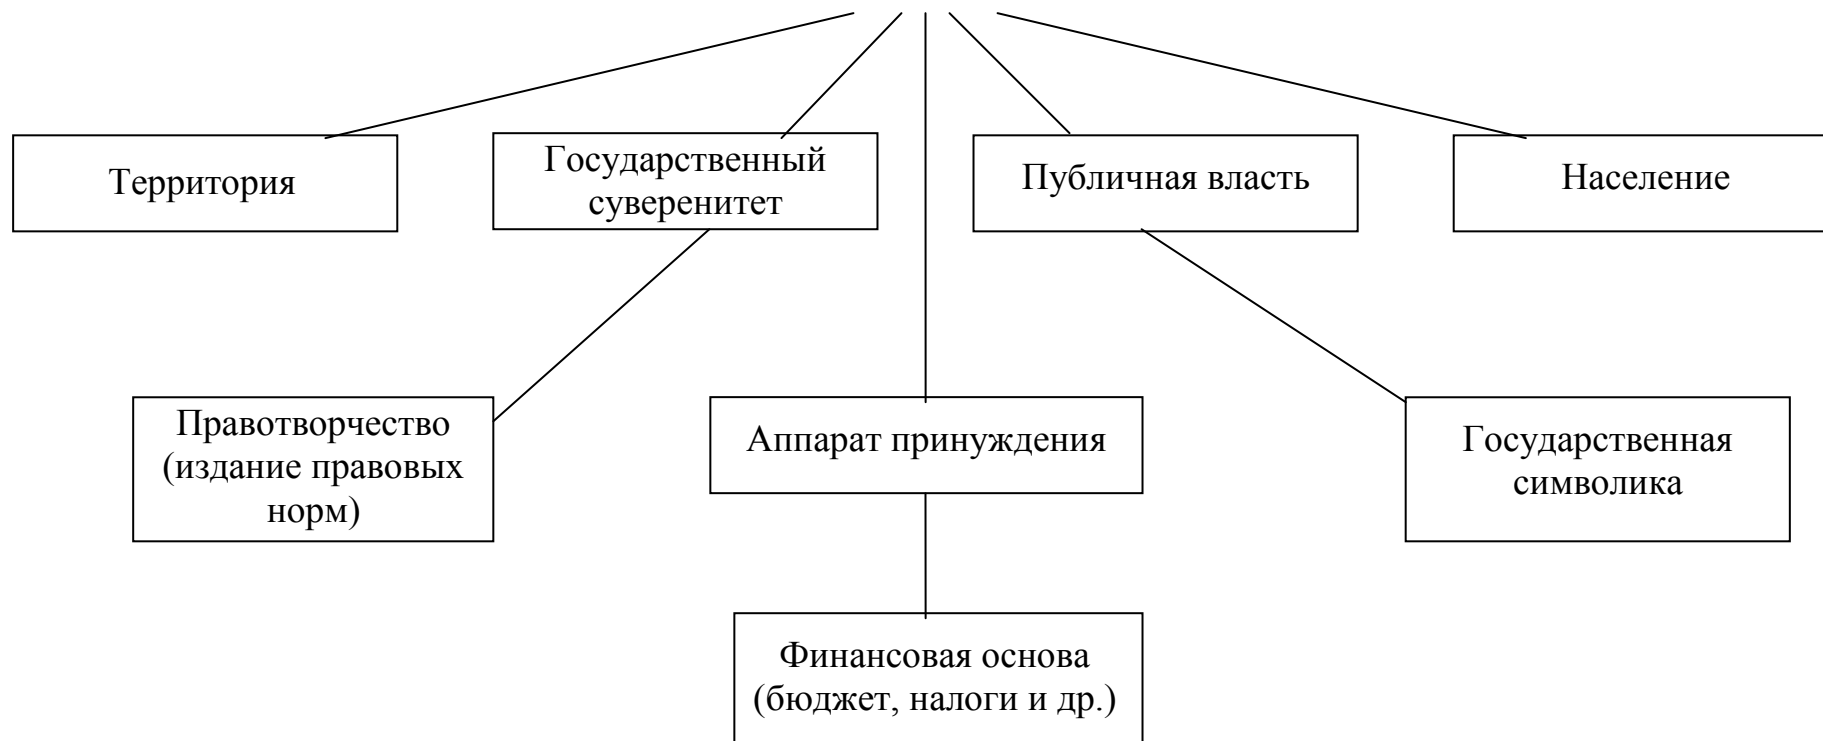 Территория
Государственный
суверенитет
Публичная власть
Население
Правотворчество
(издание правовых
норм)
Аппарат принуждения
Государственная
символика
Финансовая основа
(бюджет, налоги и др.)